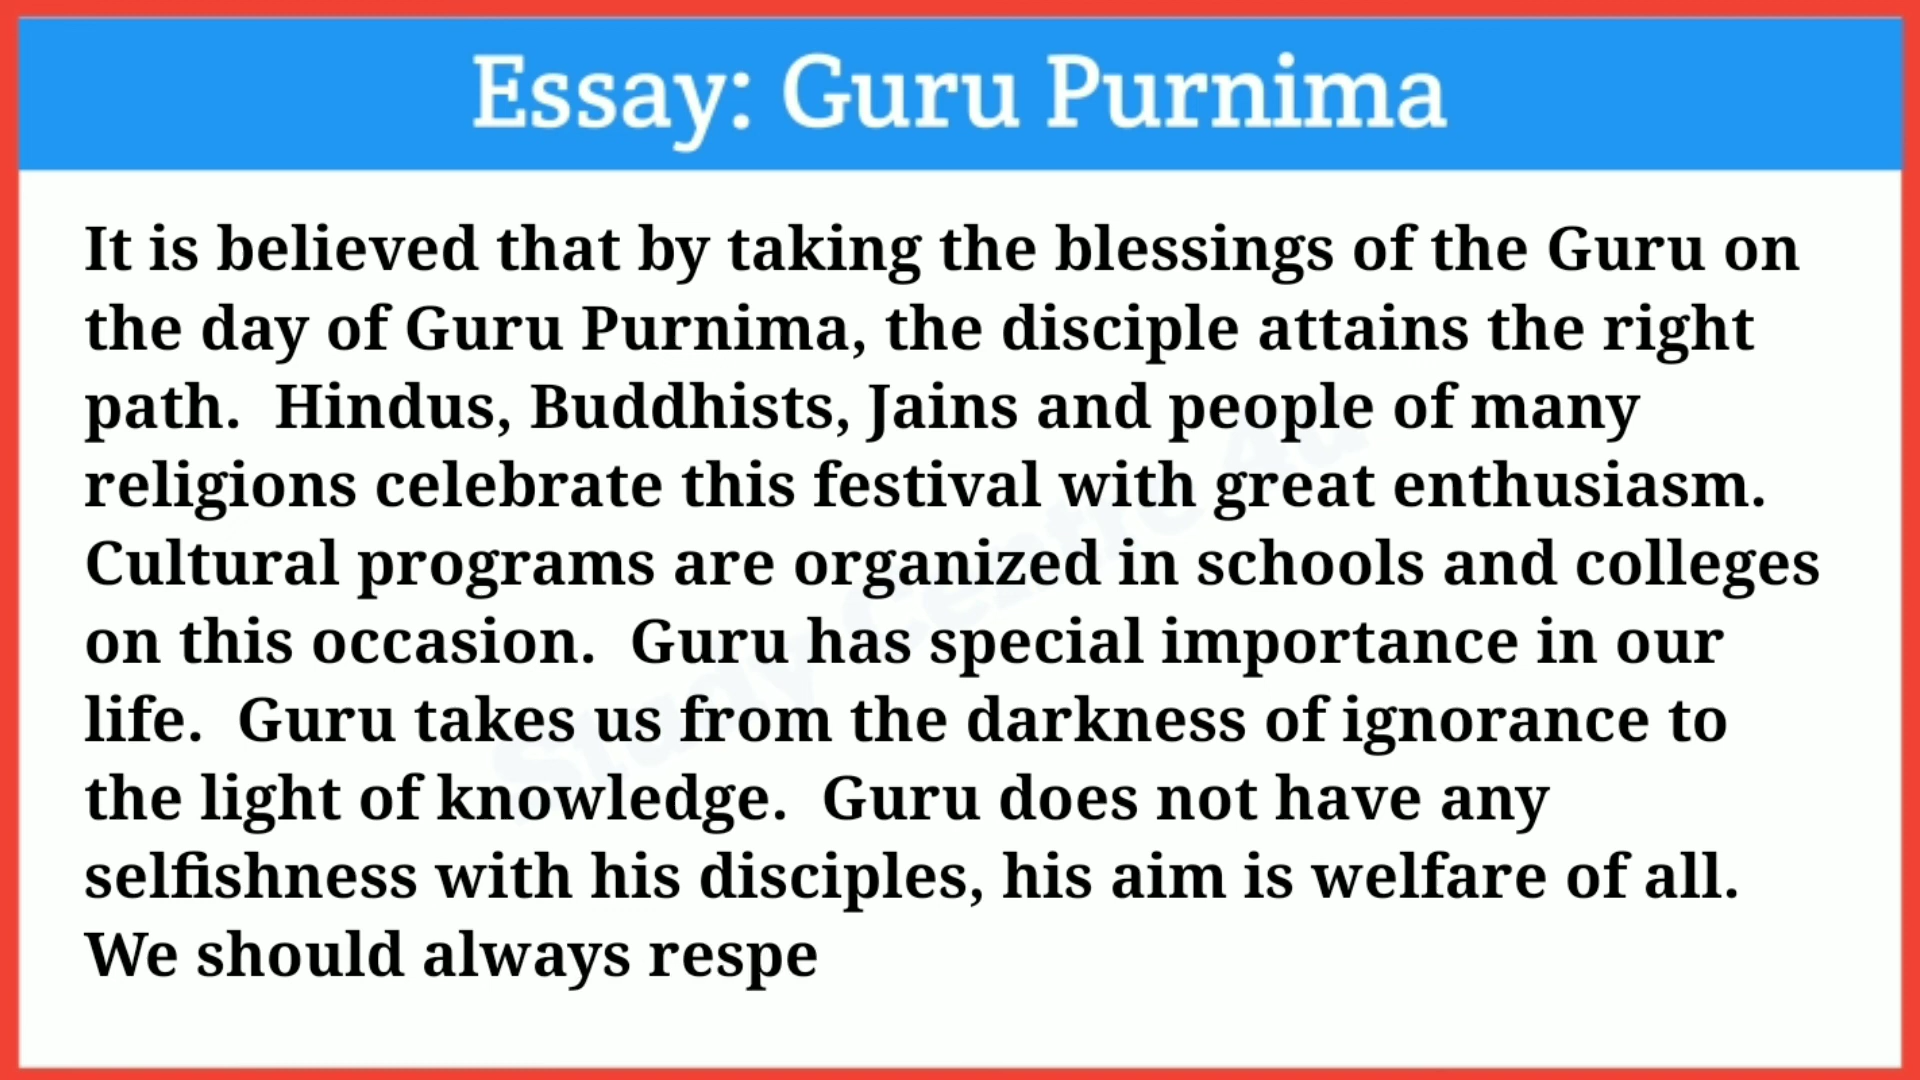 Essay: Guru Purnima
It is believed that by taking the blessings of the Guru on
the day of Guru Purnima, the disciple attains the right
path.  Hindus, Buddhists, Jains and people of many
religions celebrate this festival with great enthusiasm.
Cultural programs are organized in schools and colleges
on this occasion.  Guru has special importance in our
life.  Guru takes us from the darkness of ignorance to
the light of knowledge.  Guru does not have any
selfishness with his disciples, his aim is welfare of all.
We should always respe
Study Centre 4u